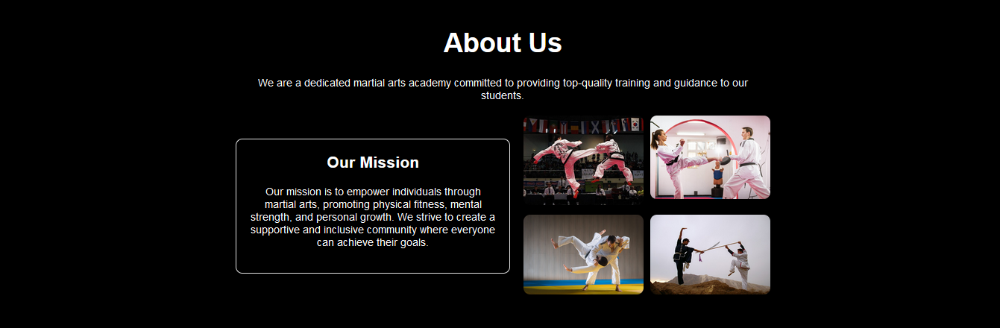 About Us
We are a dedicated martial arts academy committed to providing top-quality training and guidance to our
students.
Our Mission
Our mission is to empower individuals through
martial arts, promoting physical fitness, mental
strength, and personal growth. We strive to create a
supportive and inclusive community where everyone
can achieve their goals.